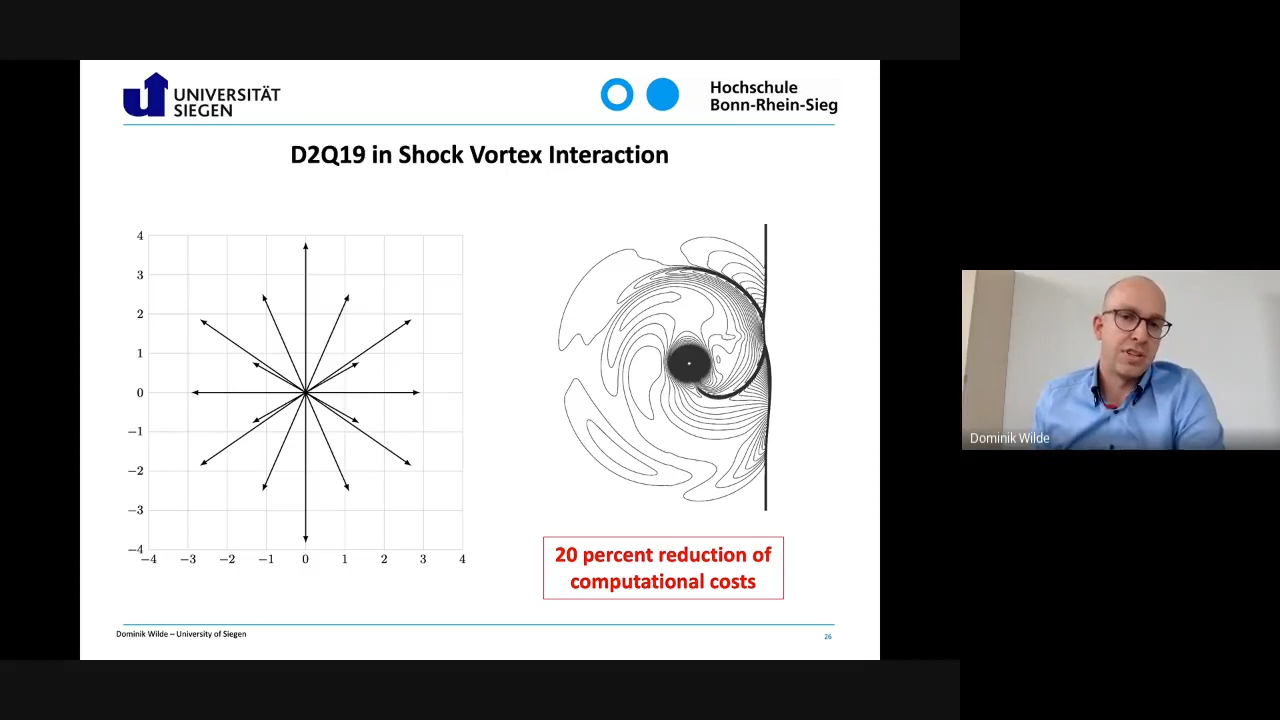 UNIVERSITÄT
SIEGEN
Hochschule
Bonn-Rhein-Sieg
D2Q19 in Shock Vortex Interaction
4
3
2
1
0
−1
−2
−3
−4
−4 −3 −2 −1 0 1 2 3 4
20 percent reduction of
computational costs
Dominik Wilde – University of Siegen
26
Dominik Wilde